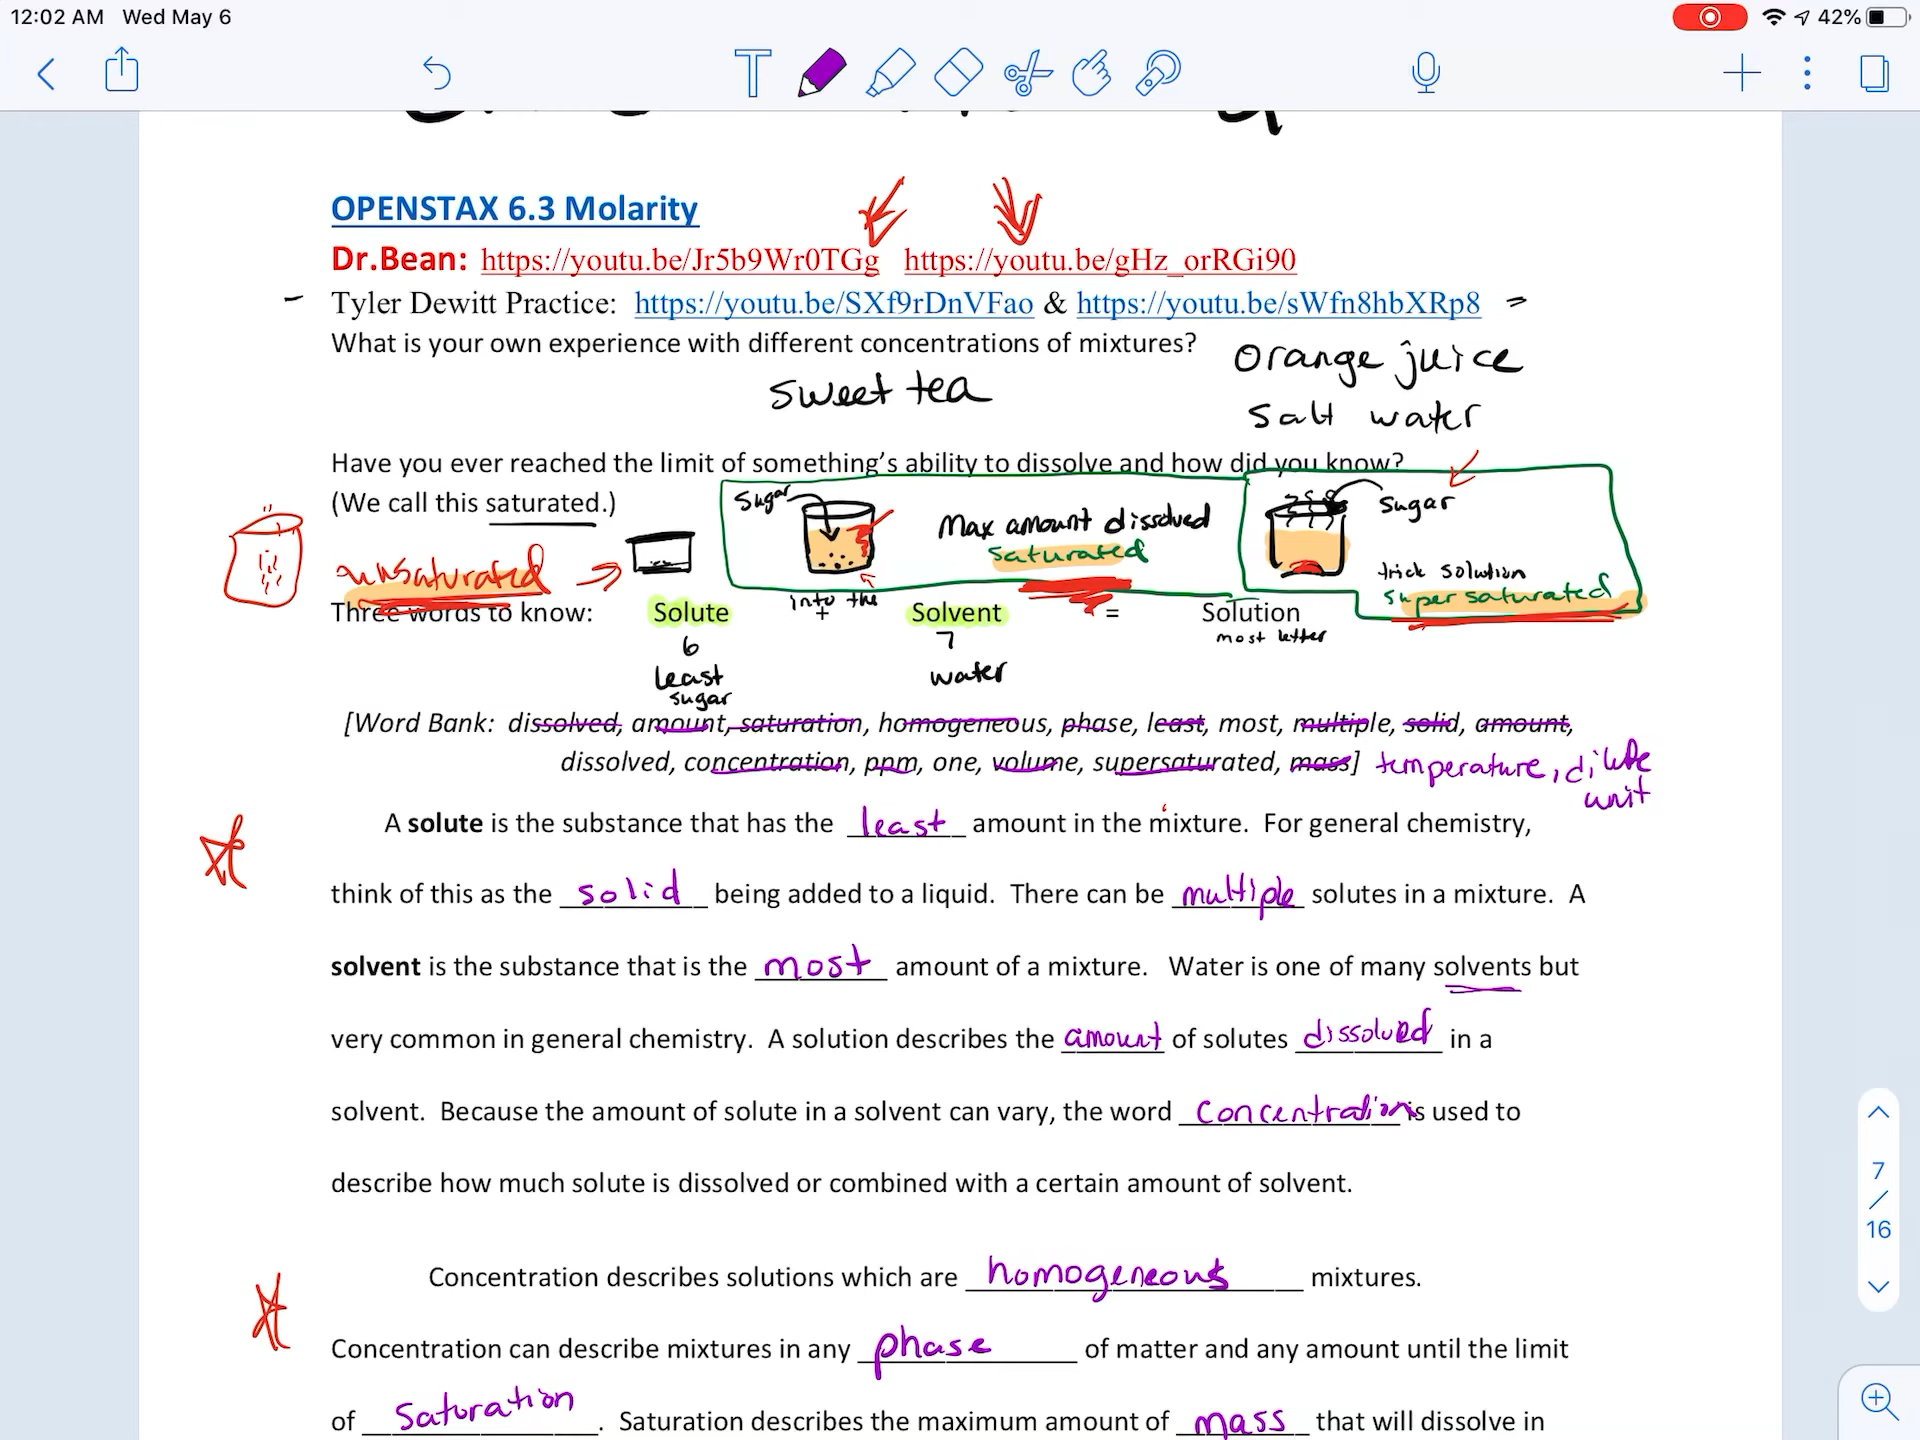 12:02 AM Wed May 6
42%
OPENSTAX 6.3 Molarity
Dr.Bean: https://youtu.be/Jr5b9Wr0TGg https://youtu.be/gHz_orRGi90
Tyler Dewitt Practice: https://youtu.be/SXf9rDnVFao & https://youtu.be/sWfn8hbXRp8
What is your own experience with different concentrations of mixtures?
orange juice
sweet tea
salt water
Have you ever reached the limit of something's ability to dissolve and how did you know?
(We call this saturated.)
sugar
Max amount dissolved
saturated
sugar
trick solution
super saturated
unsaturated
into the
Three words to know: Solute + Solvent = Solution
6
7
most letter
least
water
sugar
[Word Bank: dissolved, amount, saturation, homogeneous, phase, least, most, multiple, solid, amount,
dissolved, concentration, ppm, one, volume, supersaturated, mass] temperature, dilute
unit
A solute is the substance that has the least amount in the mixture. For general chemistry,
think of this as the solid being added to a liquid. There can be multiple solutes in a mixture. A
solvent is the substance that is the most amount of a mixture. Water is one of many solvents but
very common in general chemistry. A solution describes the amount of solutes dissolved in a
solvent. Because the amount of solute in a solvent can vary, the word concentration is used to
describe how much solute is dissolved or combined with a certain amount of solvent.
Concentration describes solutions which are homogeneous mixtures.
Concentration can describe mixtures in any phase of matter and any amount until the limit
of saturation. Saturation describes the maximum amount of mass that will dissolve in
7
/
16